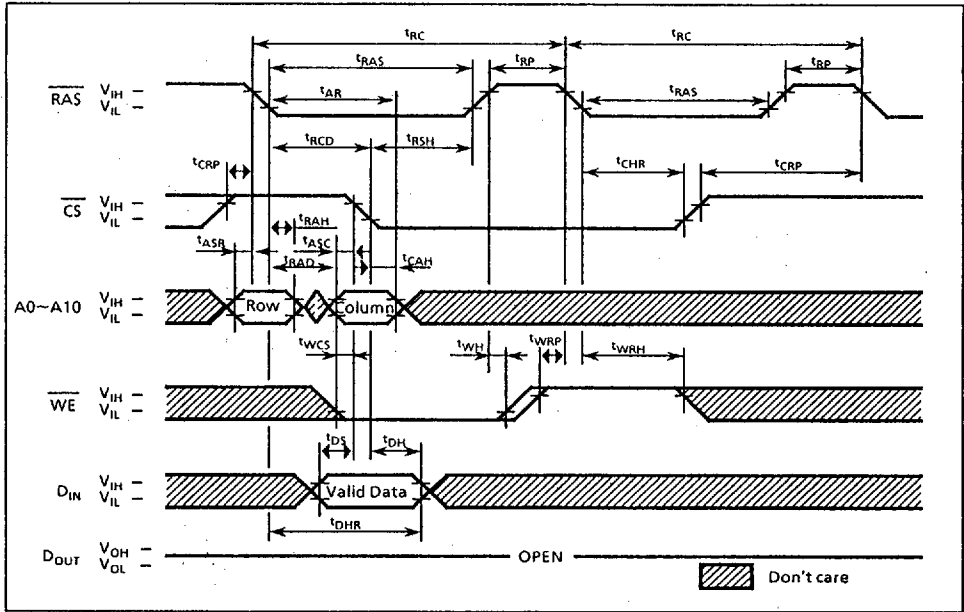 tRC tRC
tRAS tRP tRP
RAS VIH – tAR tRAS
VIL –
tRCD tRSH
tCRP tCHR tCRP
CS VIH –
VIL –
tRAH
tASR tASC
tRAD tCAH
A0~A10 VIH – Row Column
VIL –
tWCS tWH tWRP tWRH
WE VIH –
VIL –
tDS tDH
DIN VIH – Valid Data
VIL –
tDHR
DOUT VOH – OPEN
VOL –
Don't care